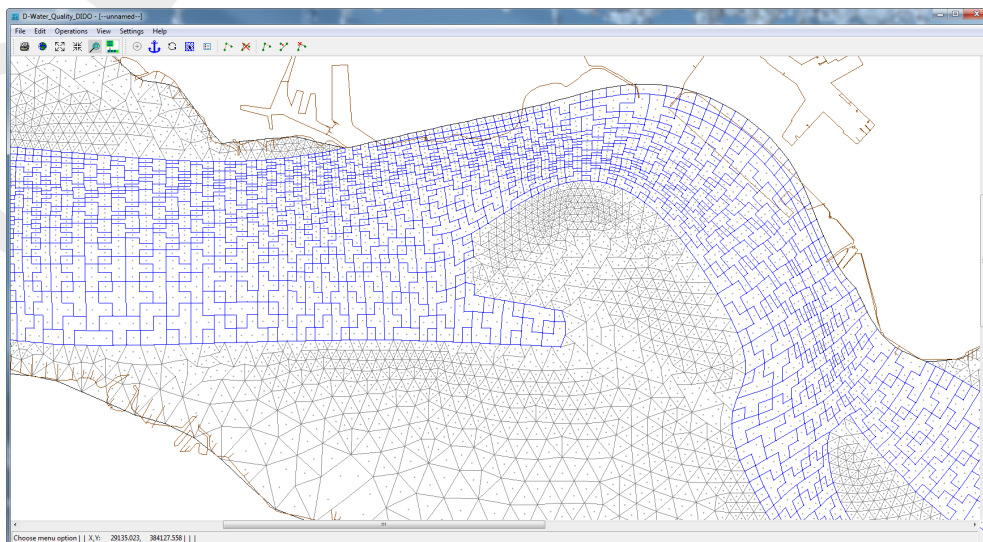 D-Water_Quality_DIDO - [--unnamed--]
File Edit Operations View Settings Help
Choose menu option | | X,Y: 29135.023, 384127.558 | | |